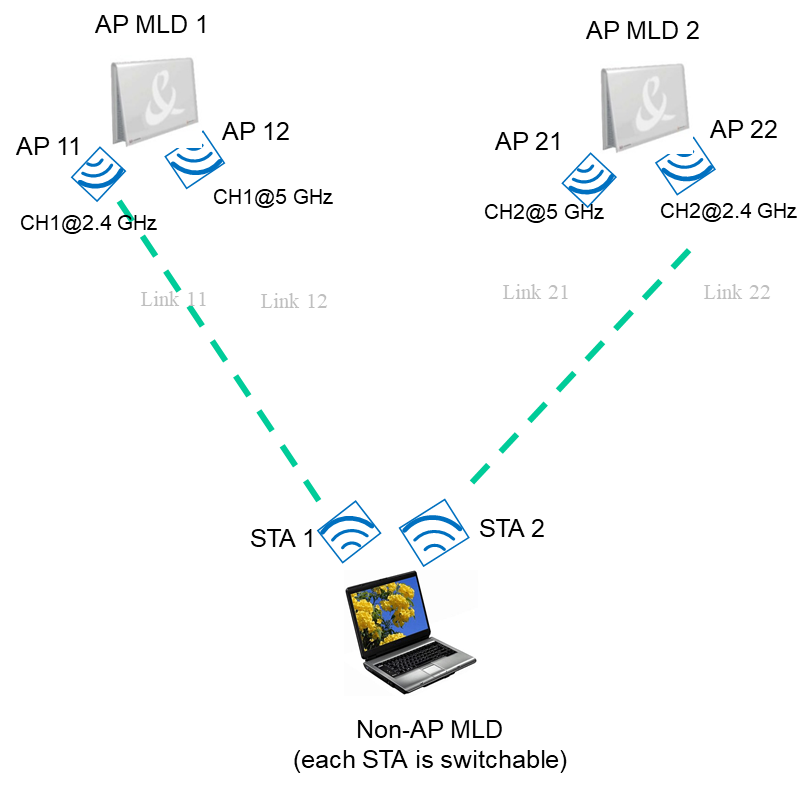 AP MLD 1
AP MLD 2
&
&
AP 11
AP 12
AP 21
AP 22
CH1@2.4 GHz
CH1@5 GHz
CH2@5 GHz
CH2@2.4 GHz
Link 11
Link 12
Link 21
Link 22
STA 1
STA 2
Non-AP MLD
(each STA is switchable)